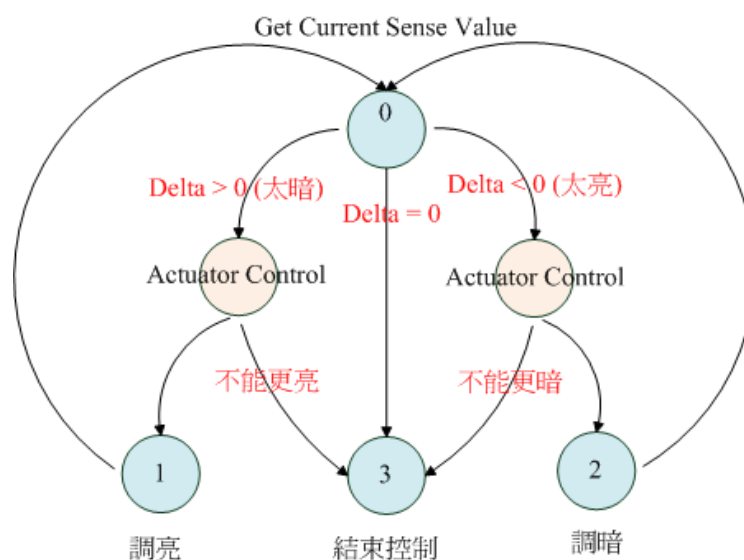 Get Current Sense Value
0
Delta > 0 (太暗)
Delta < 0 (太亮)
Delta = 0
Actuator Control
Actuator Control
不能更亮
不能更暗
1
3
2
調亮
結束控制
調暗